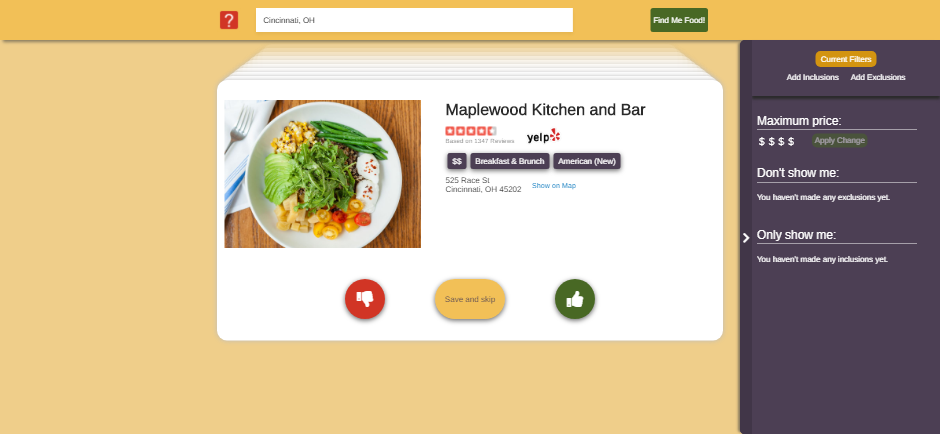 ?
Cincinnati, OH
Find Me Food!
Current Filters
Add Inclusions Add Exclusions
Maplewood Kitchen and Bar
Based on 1347 Reviews
yelp
$$ Breakfast & Brunch American (New)
525 Race St
Cincinnati, OH 45202
Show on Map
Save and skip
Maximum price:
$ $ $ $ Apply Change
Don't show me:
You haven't made any exclusions yet.
Only show me:
You haven't made any inclusions yet.